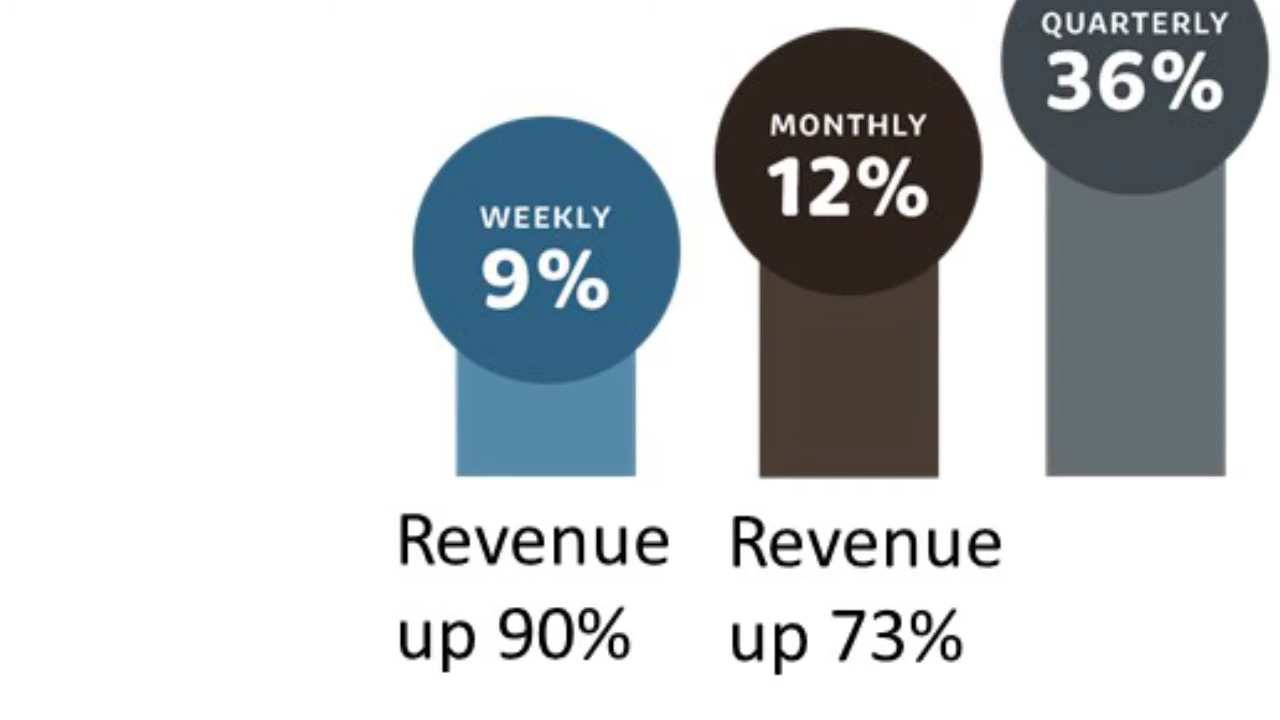 QUARTERLY
36%
MONTHLY
12%
WEEKLY
9%
Revenue
up 90%
Revenue
up 73%